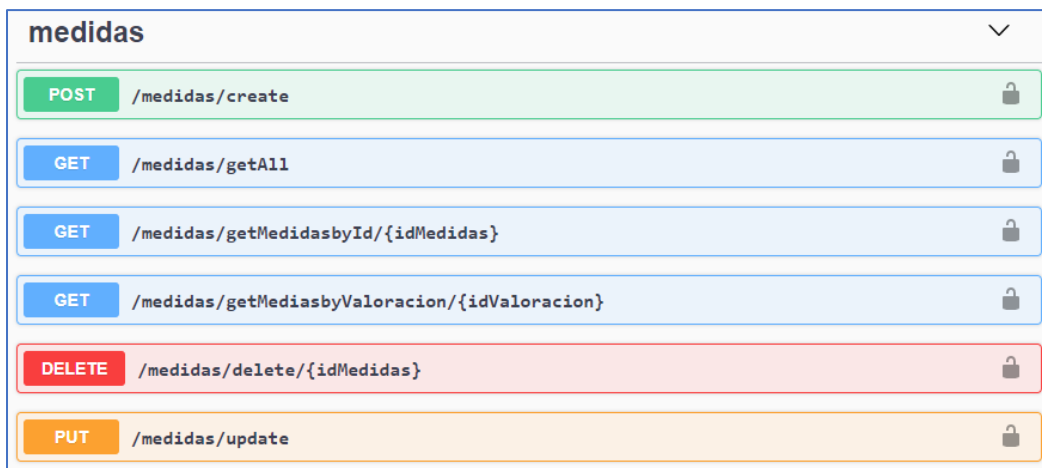 medidas
POST /medidas/create
GET /medidas/getAll
GET /medidas/getMedidasbyId/{idMedidas}
GET /medidas/getMediasbyValoracion/{idValoracion}
DELETE /medidas/delete/{idMedidas}
PUT /medidas/update